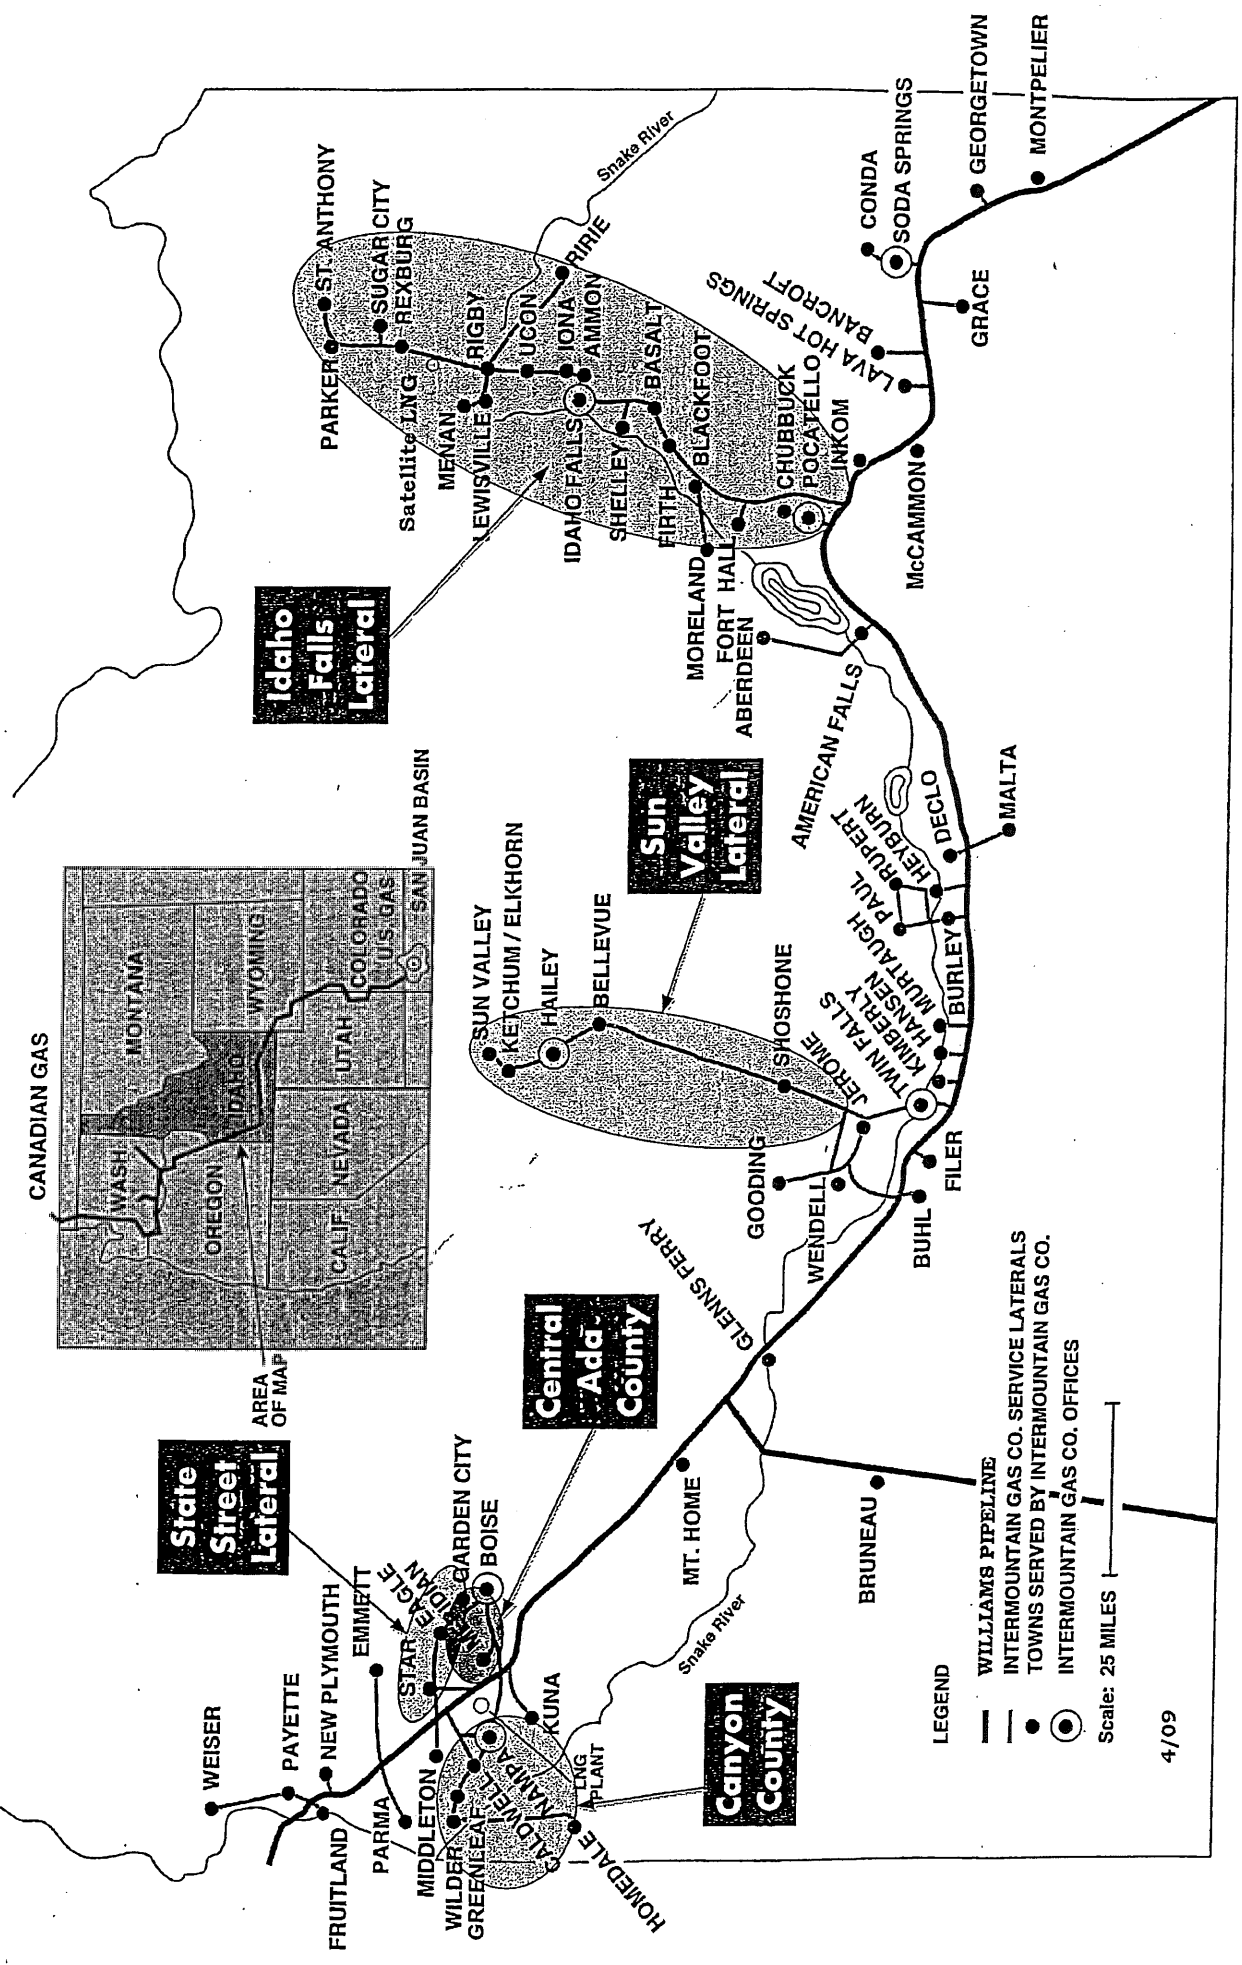 CANADIAN GAS
WASH.
MONTANA
OREGON
IDAHO
WYOMING
CALIF
NEVADA
UTAH
COLORADO
U.S. GAS
SAN JUAN BASIN
AREA
OF MAP
State
Street
Lateral
Central
Ada
County
Canyon
County
Sun
Valley
Lateral
Idaho
Falls
Lateral
WEISER
PAYETTE
NEW PLYMOUTH
FRUITLAND
EMMETT
PARMA
STAR
EAGLE
GARDEN CITY
BOISE
MIDDLETON
WILDER
GREENLEAF
CALDWELL
NAMPA
LNG
PLANT
KUNA
HOMEDALE
Snake River
MT. HOME
BRUNEAU
GLENNS FERRY
SUN VALLEY
KETCHUM / ELKHORN
HAILEY
BELLEVUE
SHOSHONE
GOODING
WENDELL
JEROME
TWIN FALLS
KIMBERLY
HANSEN
MURTAUGH
PAUL
RUPERT
HEYBURN
DECLO
BUHL
FILER
BURLEY
MALTA
AMERICAN FALLS
ABERDEEN
FORT HALL
MORELAND
PARKER
ST. ANTHONY
SUGAR CITY
REXBURG
Satellite LNG
MENAN
LEWISVILLE
RIGBY
UCON
IONA
AMMON
RIRIE
Snake River
IDAHO FALLS
SHELLEY
FIRTH
BASALT
BLACKFOOT
CHUBBUCK
POCATELLO
INKOM
McCAMMON
LAVA HOT SPRINGS
BANCROFT
GRACE
CONDA
SODA SPRINGS
GEORGETOWN
MONTPELIER
LEGEND
WILLIAMS PIPELINE
INTERMOUNTAIN GAS CO. SERVICE LATERALS
TOWNS SERVED BY INTERMOUNTAIN GAS CO.
INTERMOUNTAIN GAS CO. OFFICES
Scale: 25 MILES
4/09